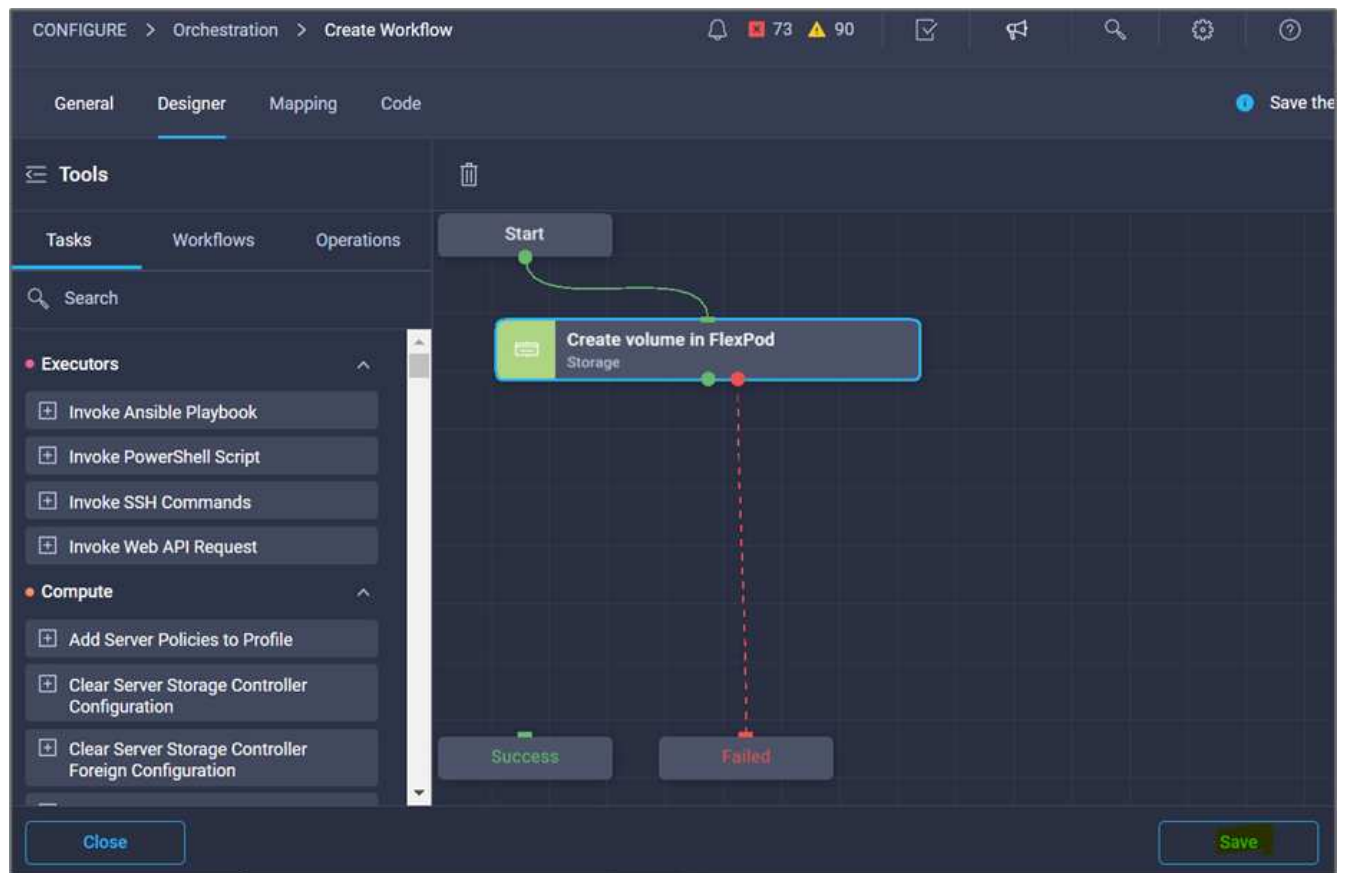 CONFIGURE > Orchestration > Create Workflow
73 90
General Designer Mapping Code
Save the
Tools
Tasks Workflows Operations
Search
Executors
Invoke Ansible Playbook
Invoke PowerShell Script
Invoke SSH Commands
Invoke Web API Request
Compute
Add Server Policies to Profile
Clear Server Storage Controller
Configuration
Clear Server Storage Controller
Foreign Configuration
Start
Create volume in FlexPod
Storage
Success
Failed
Close
Save